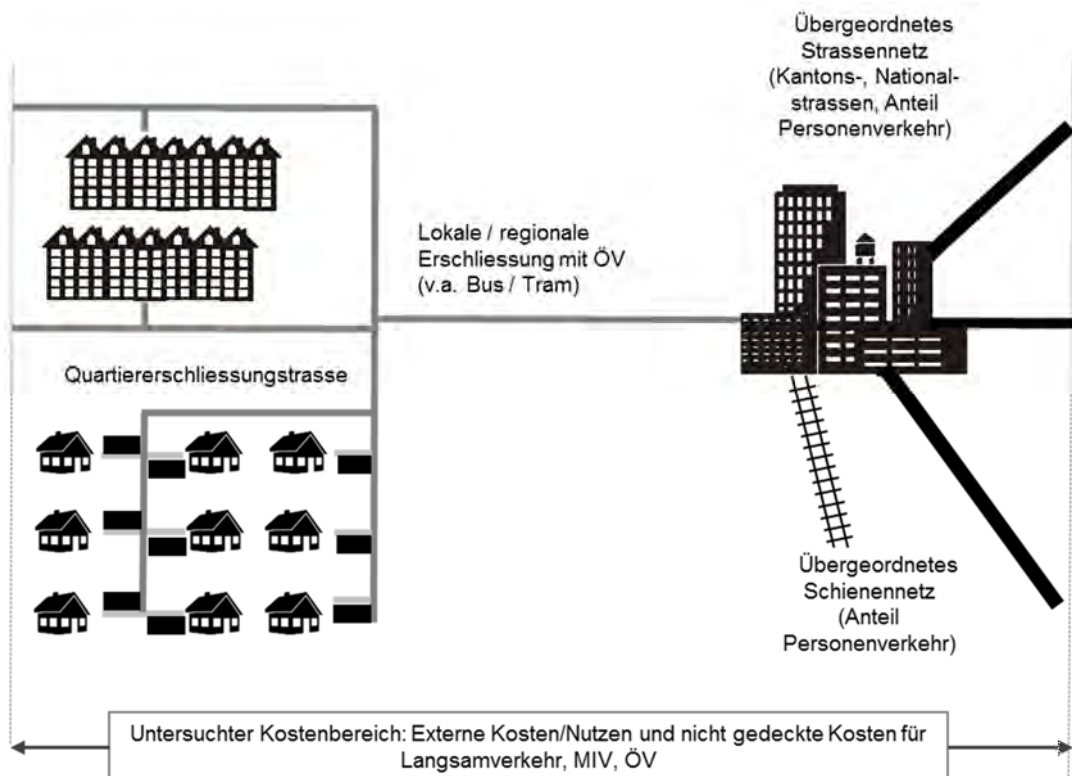 Übergeordnetes
Strassennetz
(Kantons-, National-
strassen, Anteil
Personenverkehr)
Lokale / regionale
Erschliessung mit ÖV
(v.a. Bus / Tram)
Quartiererschliessungtrasse
Übergeordnetes
Schienennetz
(Anteil
Personenverkehr)
Untersuchter Kostenbereich: Externe Kosten/Nutzen und nicht gedeckte Kosten für
Langsamverkehr, MIV, ÖV